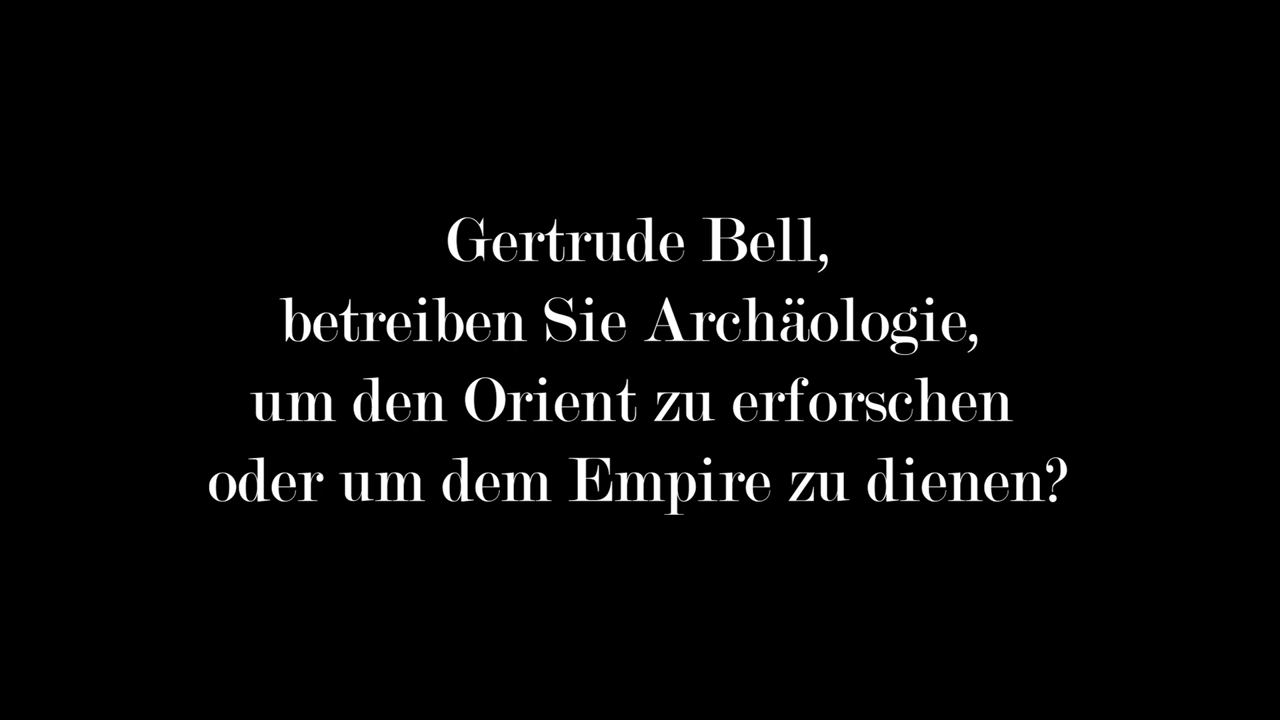 Gertrude Bell,
betreiben Sie Archäologie,
um den Orient zu erforschen
oder um dem Empire zu dienen?